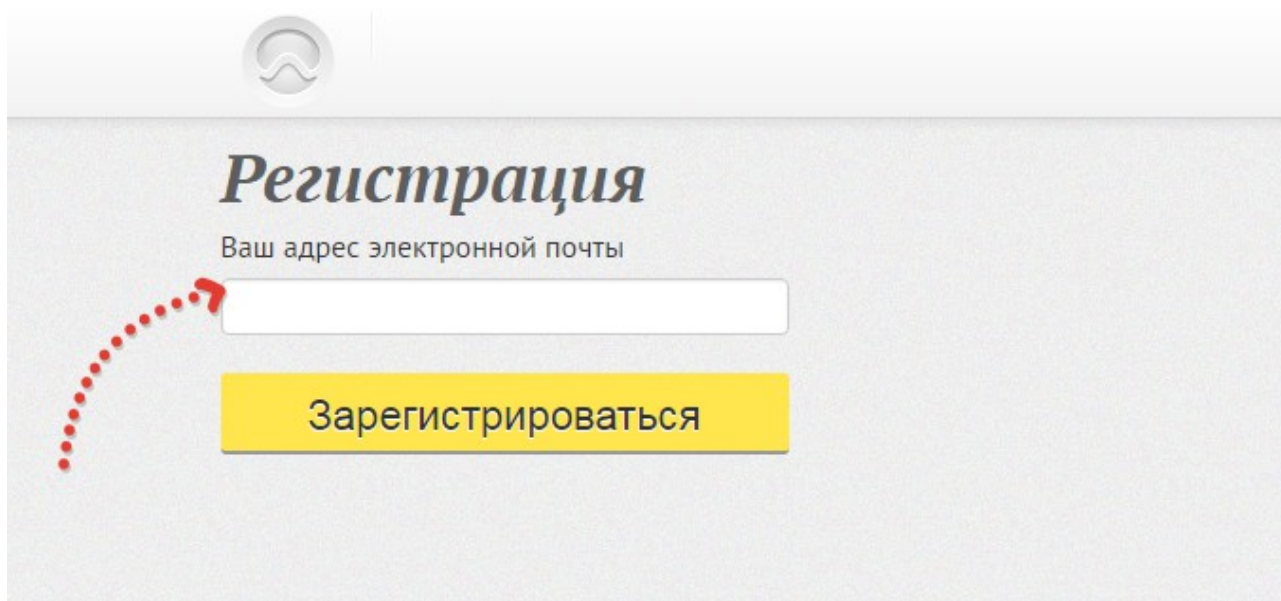 Регистрация
Ваш адрес электронной почты
Зарегистрироваться